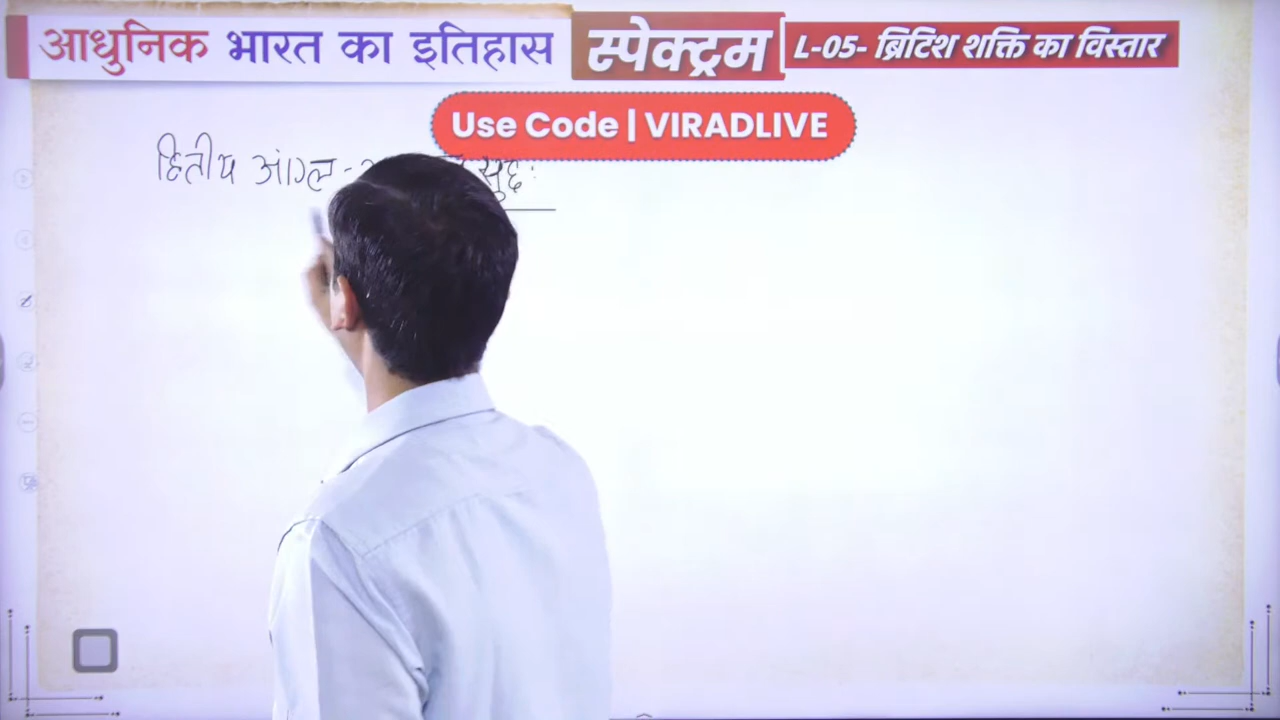 आधुनिक भारत का इतिहास स्पेक्ट्रम L-05- ब्रिटिश शक्ति का विस्तार
Use Code | VIRADLIVE
द्वितीय आंग्ल - युद्ध: